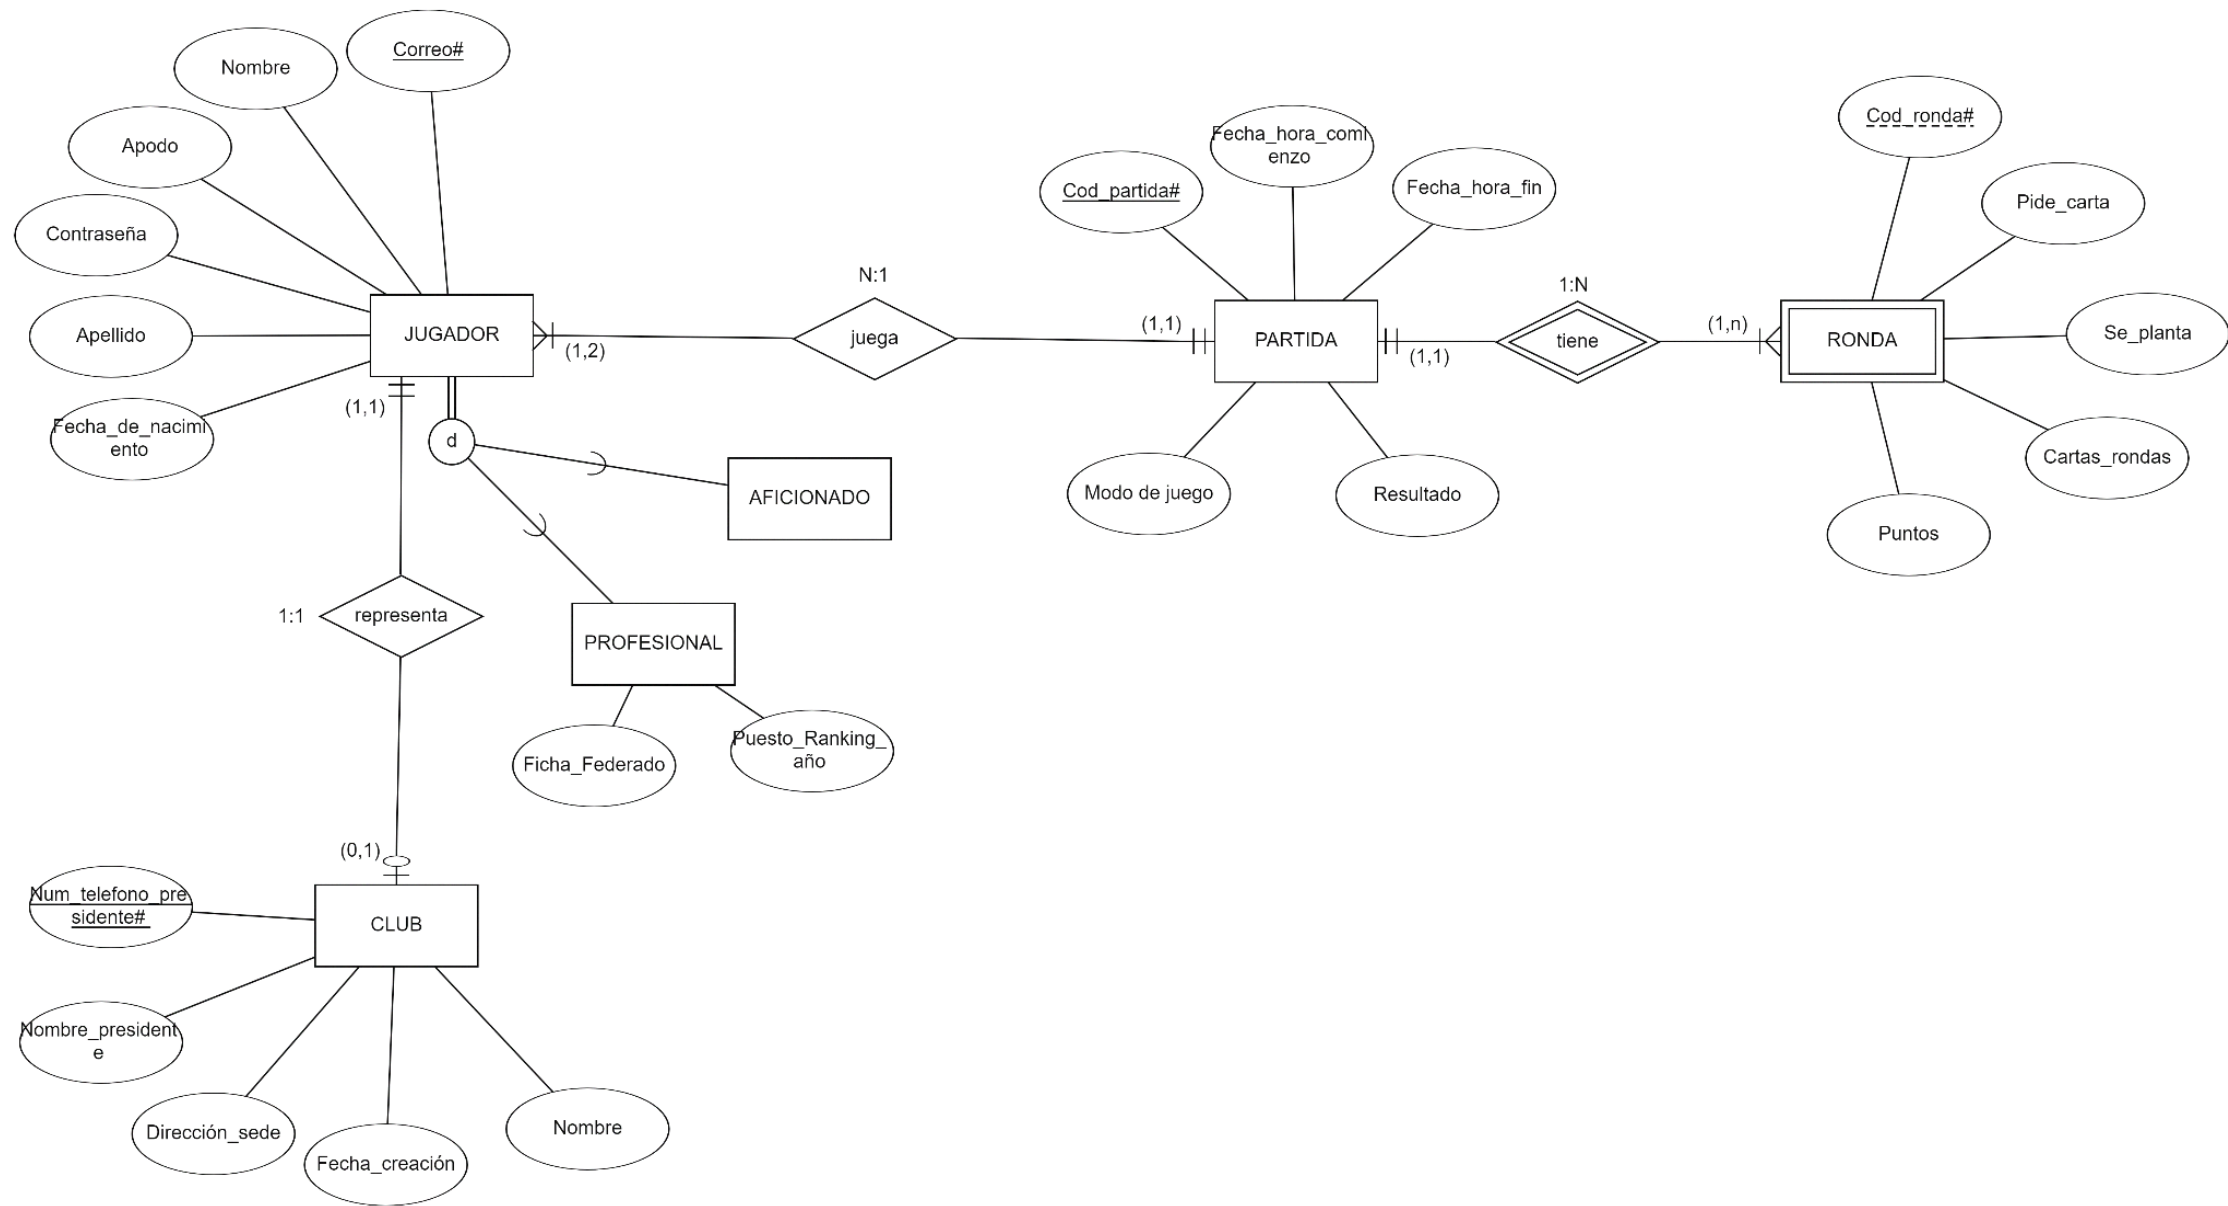 Correo#
Nombre
Apodo
Contraseña
Apellido
Fecha_de_nacimi
ento
JUGADOR
(1,2)
(1,1)
N:1
juega
(1,1)
d
AFICIONADO
PROFESIONAL
Ficha_Federado
Puesto_Ranking_
año
1:1
representa
(0,1)
CLUB
Num_telefono_pre
sidente#
Nombre_president
e
Dirección_sede
Fecha_creación
Nombre
Cod_partida#
Fecha_hora_comi
enzo
Fecha_hora_fin
PARTIDA
Modo de juego
Resultado
(1,1)
1:N
tiene
(1,n)
RONDA
Cod_ronda#
Pide_carta
Se_planta
Cartas_rondas
Puntos